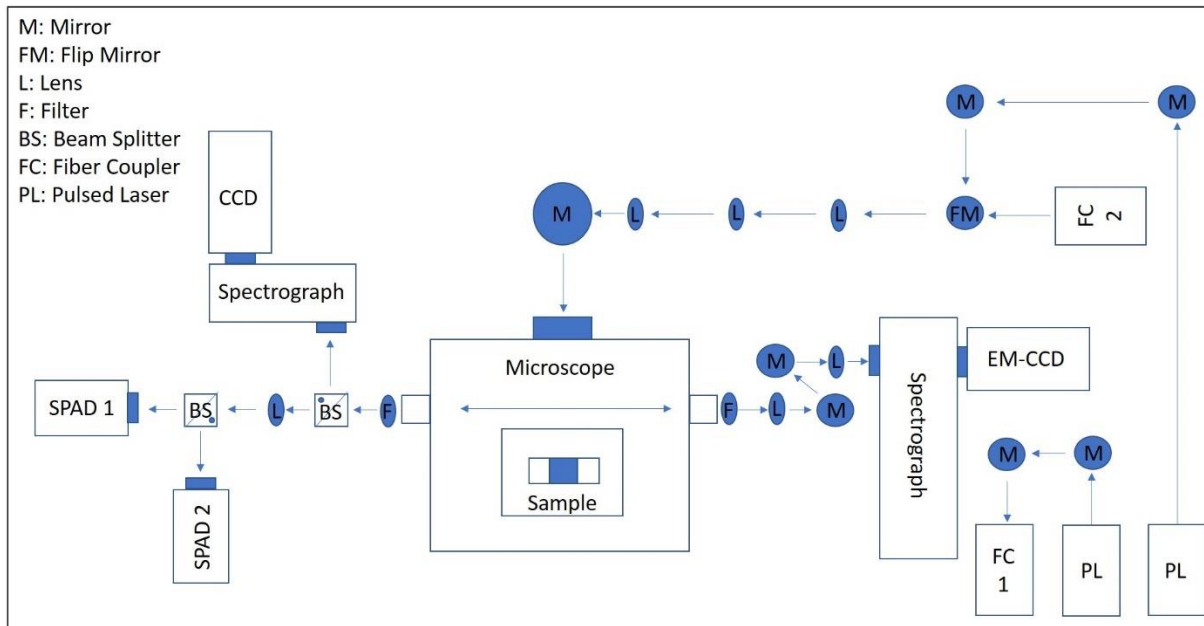 M: Mirror
FM: Flip Mirror
L: Lens
F: Filter
BS: Beam Splitter
FC: Fiber Coupler
PL: Pulsed Laser
M
M
CCD
M
L
L
L
FM
FC 2
Spectrograph
Microscope
M
L
Spectrograph
EM-CCD
SPAD 1
BS
L
BS
F
F
L
M
Sample
M
M
SPAD 2
FC
1
PL
PL